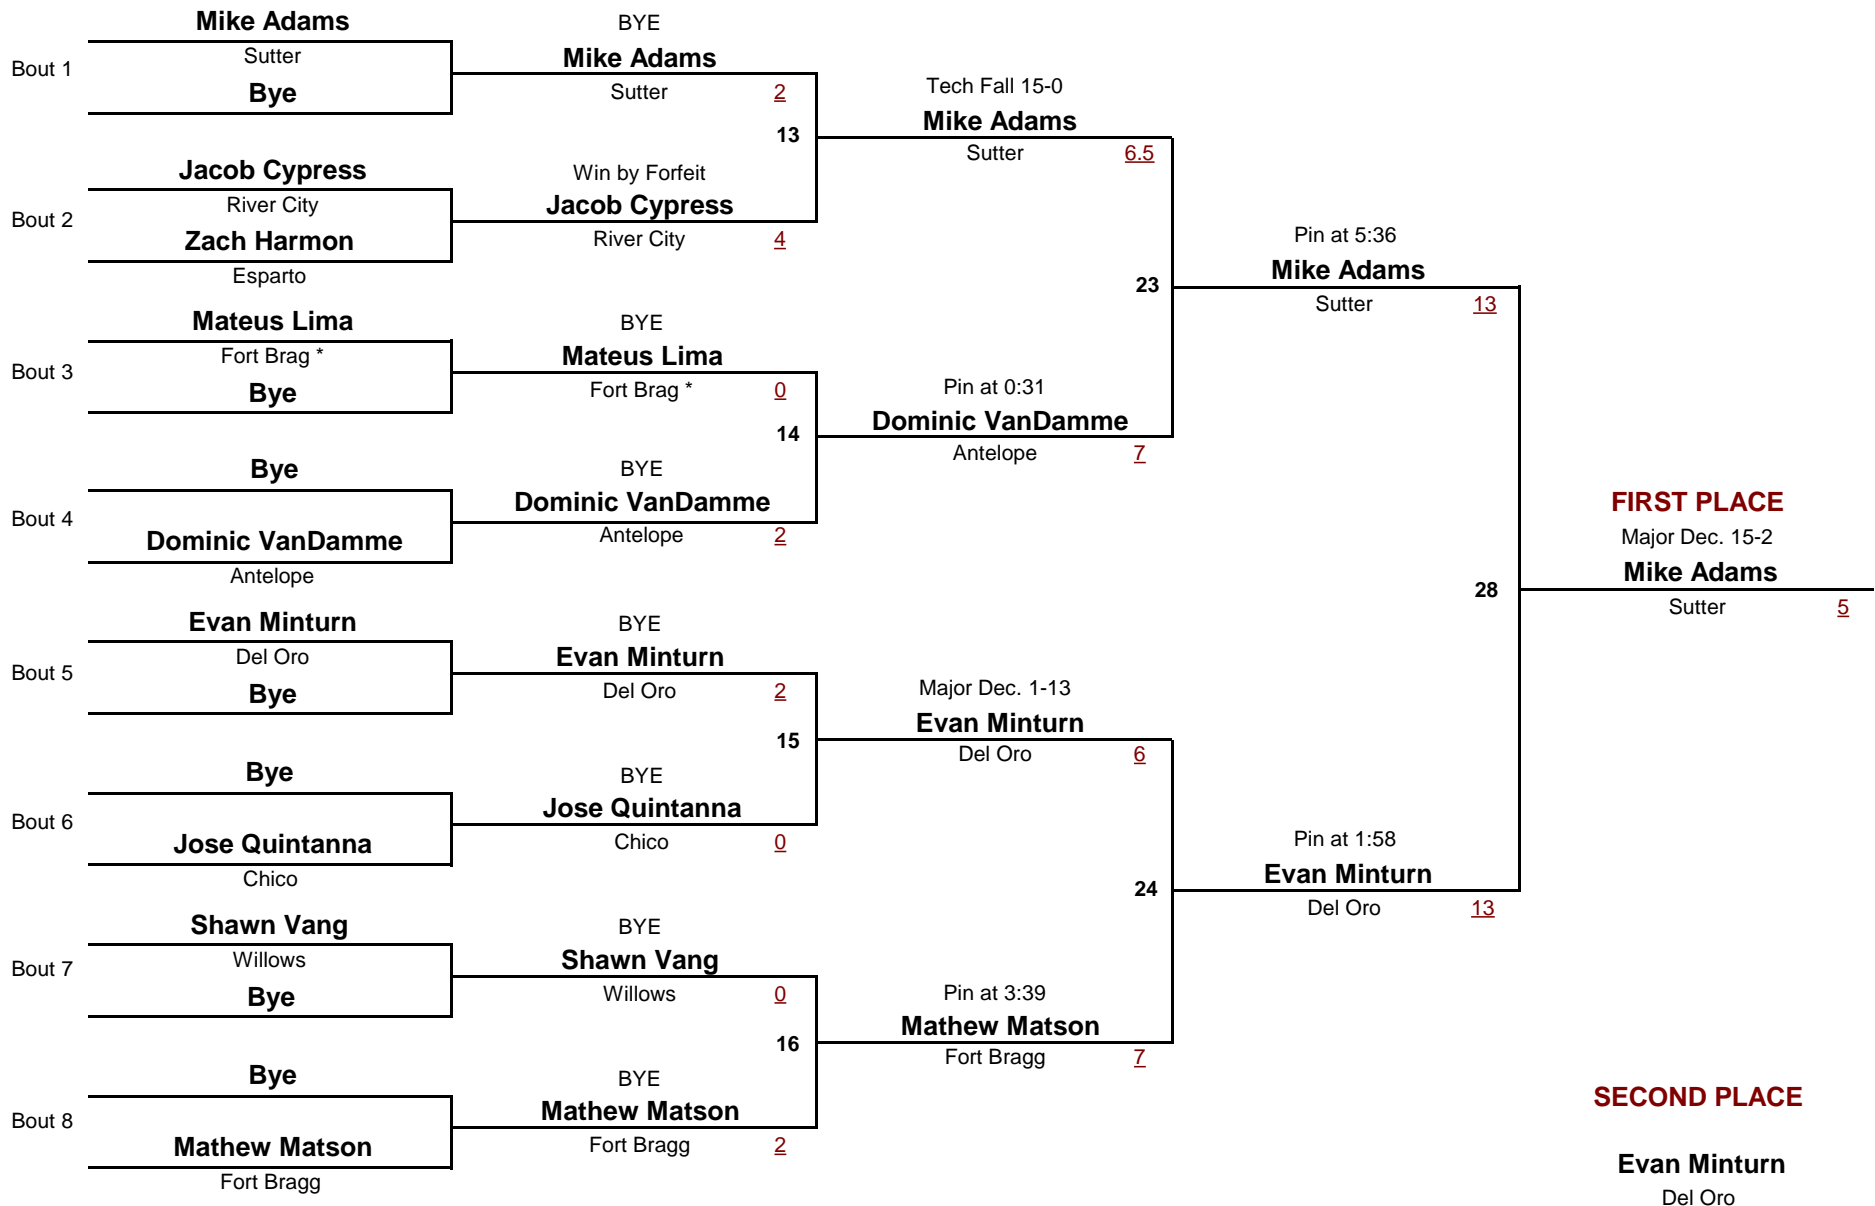 Mike Adams
Sutter
Bout 1
Bye
BYE
Mike Adams
Sutter 2
13
Jacob Cypress
River City
Bout 2
Zach Harmon
Esparto
Win by Forfeit
Jacob Cypress
River City 4
Mateus Lima
Fort Brag *
Bout 3
Bye
BYE
Mateus Lima
Fort Brag * 0
14
Bye
Bout 4
Dominic VanDamme
Antelope
BYE
Dominic VanDamme
Antelope 2
Evan Minturn
Del Oro
Bout 5
Bye
BYE
Evan Minturn
Del Oro 2
15
Bye
Bout 6
Jose Quintanna
Chico
BYE
Jose Quintanna
Chico 0
Shawn Vang
Willows
Bout 7
Bye
BYE
Shawn Vang
Willows 0
16
Bye
Bout 8
Mathew Matson
Fort Bragg
BYE
Mathew Matson
Fort Bragg 2
Tech Fall 15-0
Mike Adams
Sutter 6.5
23
Pin at 0:31
Dominic VanDamme
Antelope 7
Major Dec. 1-13
Evan Minturn
Del Oro 6
24
Pin at 3:39
Mathew Matson
Fort Bragg 7
Pin at 5:36
Mike Adams
Sutter 13
28
Pin at 1:58
Evan Minturn
Del Oro 13
FIRST PLACE
Major Dec. 15-2
Mike Adams
Sutter 5
SECOND PLACE
Evan Minturn
Del Oro